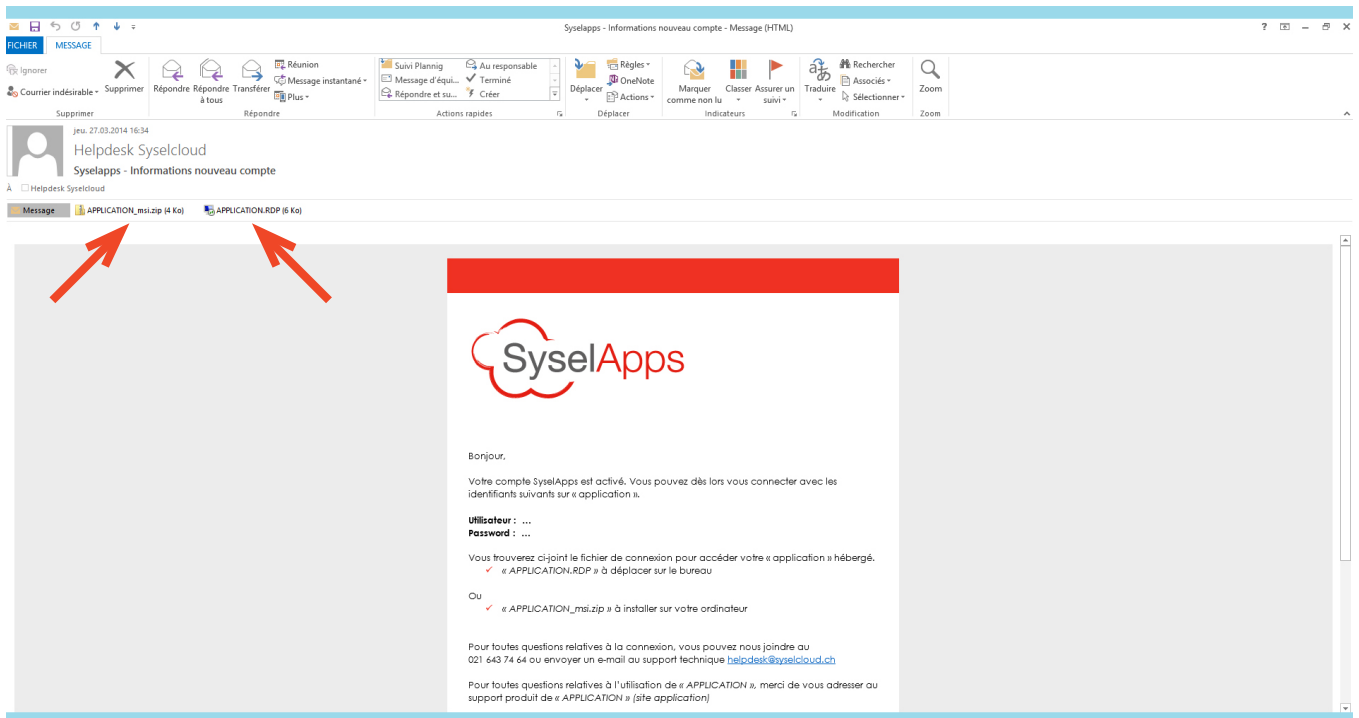 Syselapps - Informations nouveau compte - Message (HTML)
FICHIER MESSAGE
Ignorer
Courrier indésirable
Supprimer
Répondre
Répondre à tous
Transférer
Réunion
Message instantané
Plus
Suivi Plannig
Message d'équi...
Répondre et su...
Au responsable
Terminé
Créer
Déplacer
Règles
OneNote
Actions
Marquer comme non lu
Classer
Assurer un suivi
Traduire
Rechercher
Associés
Sélectionner
Zoom
Supprimer Répondre Actions rapides Déplacer Indicateurs Modification Zoom
jeu. 27.03.2014 16:34
Helpdesk Syselcloud
Syselapps - Informations nouveau compte
À Helpdesk Syselcloud
Message APPLICATION_msi.zip (4 Ko) APPLICATION.RDP (6 Ko)
SyselApps
Bonjour,
Votre compte SyselApps est activé. Vous pouvez dès lors vous connecter avec les
identifiants suivants sur « application ».
Utilisateur : ...
Password : ...
Vous trouverez ci-joint le fichier de connexion pour accéder votre « application » hébergé.
✓ « APPLICATION.RDP » à déplacer sur le bureau
Ou
✓ « APPLICATION_msi.zip » à installer sur votre ordinateur
Pour toutes questions relatives à la connexion, vous pouvez nous joindre au
021 643 74 64 ou envoyer un e-mail au support technique helpdesk@syselcloud.ch
Pour toutes questions relatives à l'utilisation de « APPLICATION », merci de vous adresser au
support produit de « APPLICATION » (site application)